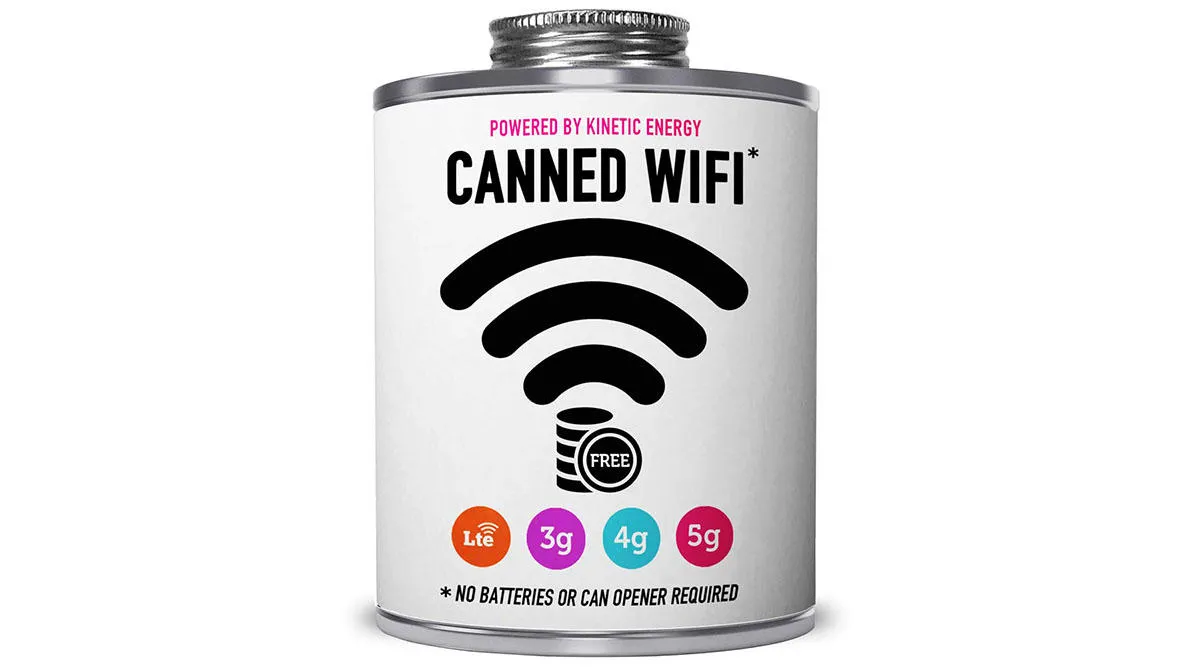 POWERED BY KINETIC ENERGY
CANNED WIFI*
FREE
Lte 3g 4g 5g
* NO BATTERIES OR CAN OPENER REQUIRED